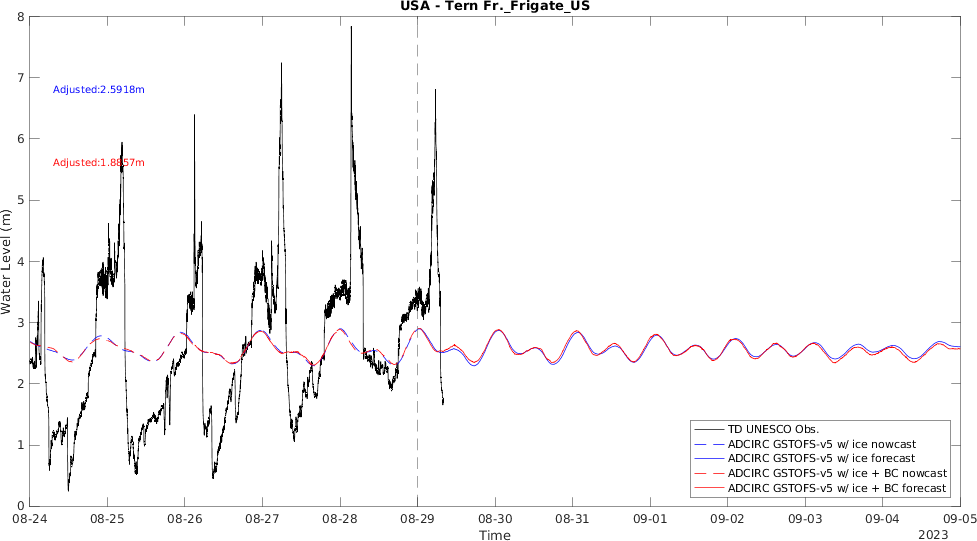 USA - Tern Fr._Frigate_US
8
7
6
5
4
3
2
1
0
Water Level (m)
Adjusted:2.5918m
Adjusted:1.8857m
TD UNESCO Obs.
ADCIRC GSTOFS-v5 w/ ice nowcast
ADCIRC GSTOFS-v5 w/ ice forecast
ADCIRC GSTOFS-v5 w/ ice + BC nowcast
ADCIRC GSTOFS-v5 w/ ice + BC forecast
08-24 08-25 08-26 08-27 08-28 08-29 08-30 08-31 09-01 09-02 09-03 09-04 09-05
Time
2023